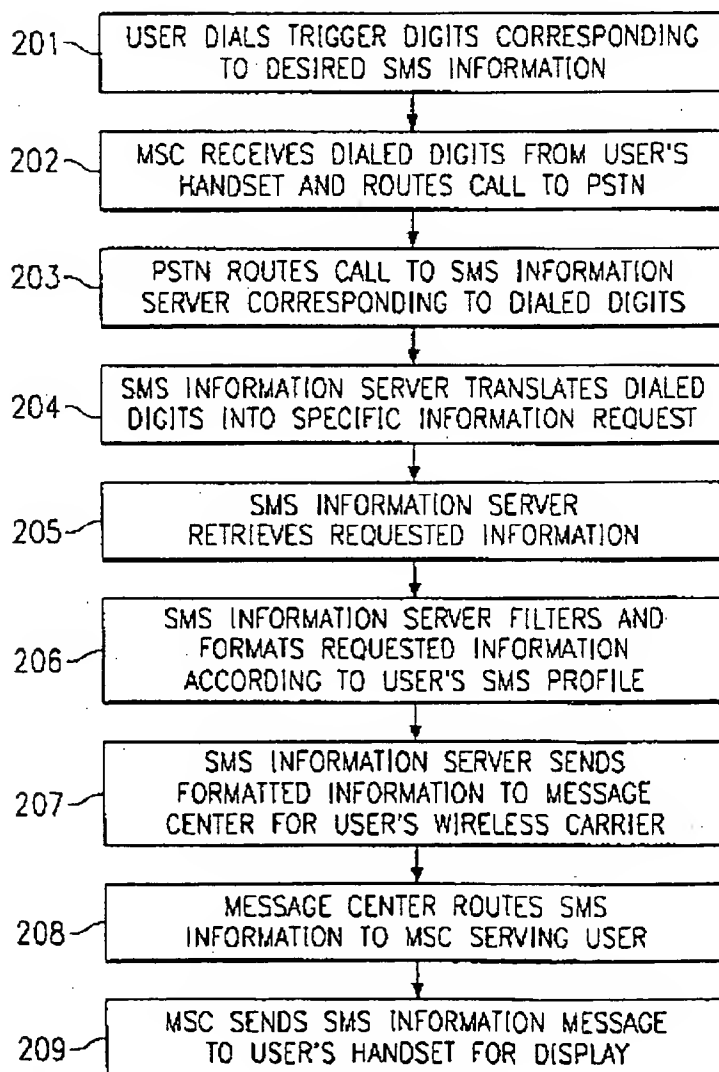 201
USER DIALS TRIGGER DIGITS CORRESPONDING
TO DESIRED SMS INFORMATION
202
MSC RECEIVES DIALED DIGITS FROM USER'S
HANDSET AND ROUTES CALL TO PSTN
203
PSTN ROUTES CALL TO SMS INFORMATION
SERVER CORRESPONDING TO DIALED DIGITS
204
SMS INFORMATION SERVER TRANSLATES DIALED
DIGITS INTO SPECIFIC INFORMATION REQUEST
205
SMS INFORMATION SERVER
RETRIEVES REQUESTED INFORMATION
206
SMS INFORMATION SERVER FILTERS AND
FORMATS REQUESTED INFORMATION
ACCORDING TO USER'S SMS PROFILE
207
SMS INFORMATION SERVER SENDS
FORMATTED INFORMATION TO MESSAGE
CENTER FOR USER'S WIRELESS CARRIER
208
MESSAGE CENTER ROUTES SMS
INFORMATION TO MSC SERVING USER
209
MSC SENDS SMS INFORMATION MESSAGE
TO USER'S HANDSET FOR DISPLAY